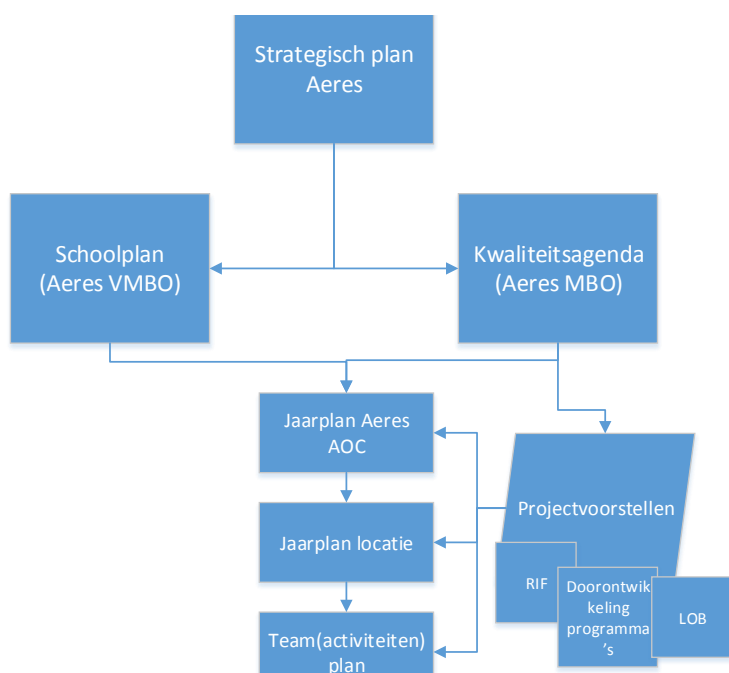 Strategisch plan
Aeres
Schoolplan
(Aeres VMBO)
Kwaliteitsagenda
(Aeres MBO)
Jaarplan Aeres
AOC
Jaarplan locatie
Team(activiteiten)
plan
Projectvoorstellen
RIF
Doorontwik
keling
programma
's
LOB